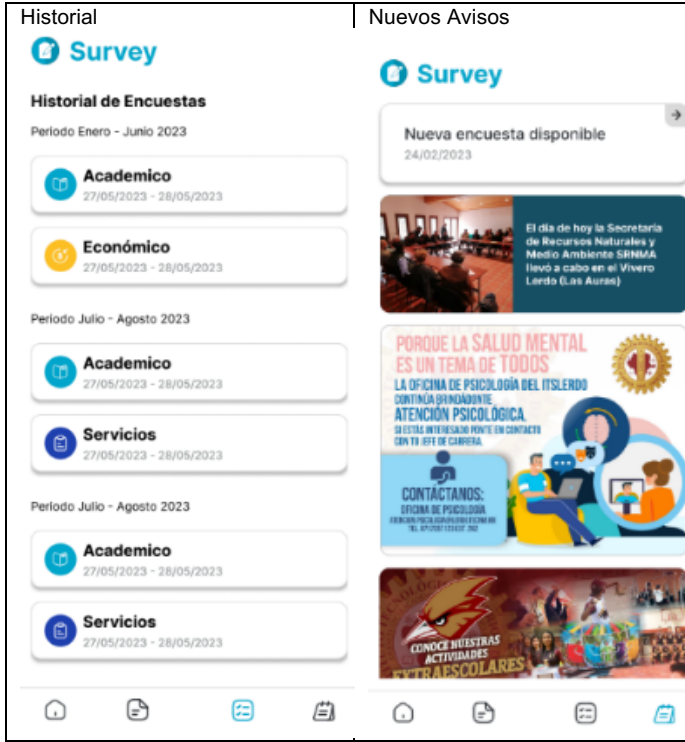 Historial
Survey
Historial de Encuestas
Periodo Enero - Junio 2023
Academico
27/05/2023 - 28/05/2023
Económico
27/05/2023 - 28/05/2023
Periodo Julio - Agosto 2023
Academico
27/05/2023 - 28/05/2023
Servicios
27/05/2023 - 28/05/2023
Periodo Julio - Agosto 2023
Academico
27/05/2023 - 28/05/2023
Servicios
27/05/2023 - 28/05/2023
Nuevos Avisos
Survey
Nueva encuesta disponible
24/02/2023
El día de hoy la Secretaría
de Recursos Naturales y
Medio Ambiente SRNMA
llevó a cabo en el Vivero
Lerdo (Las Auras)
PORQUE LA SALUD MENTAL
ES UN TEMA DE TODOS
LA OFICINA DE PSICOLOGÍA DEL ITSLERDO
CONTINÚA BRINDÁNDONTE
ATENCIÓN PSICOLÓGICA.
SI ESTÁS INTERESADO PONTE EN CONTACTO
CON TU JEFE DE CARRERA.
CONTÁCTANOS:
OFICINA DE PSICOLOGÍA
CONOCE NUESTRAS
ACTIVIDADES
EXTRAESCOLARES